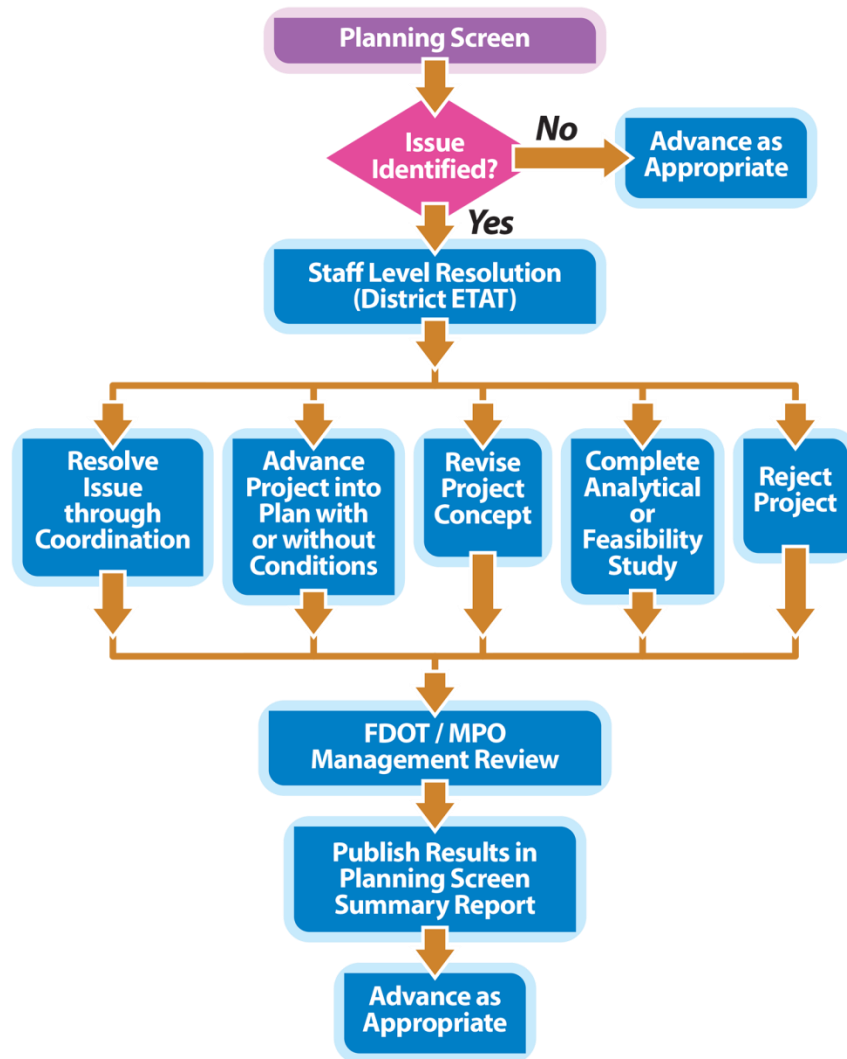 Planning Screen
Issue
Identified?
No
Advance as
Appropriate
Yes
Staff Level Resolution
(District ETAT)
Resolve
Issue
through
Coordination
Advance
Project into
Plan with
or without
Conditions
Revise
Project
Concept
Complete
Analytical
or
Feasibility
Study
Reject
Project
FDOT / MPO
Management Review
Publish Results in
Planning Screen
Summary Report
Advance as
Appropriate